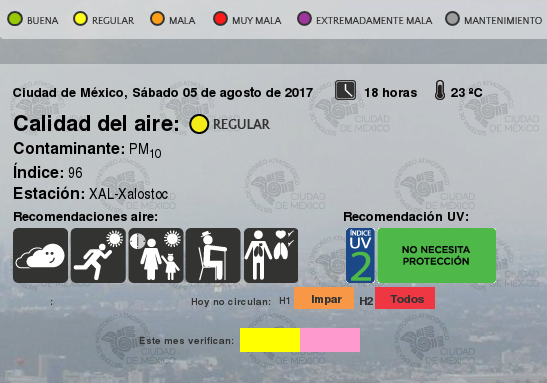 BUENA REGULAR MALA MUY MALA EXTREMADAMENTE MALA MANTENIMIENTO
Ciudad de México, Sábado 05 de agosto de 2017 18 horas 23 ºC
Calidad del aire: REGULAR
Contaminante: PM10
Índice: 96
Estación: XAL-Xalostoc
Recomendaciones aire: Recomendación UV:
ÍNDICE
UV
2
NO NECESITA
PROTECCIÓN
: Hoy no circulan: H1 Impar H2 Todos
Este mes verifican:
CIUDAD
DE MÉXICO